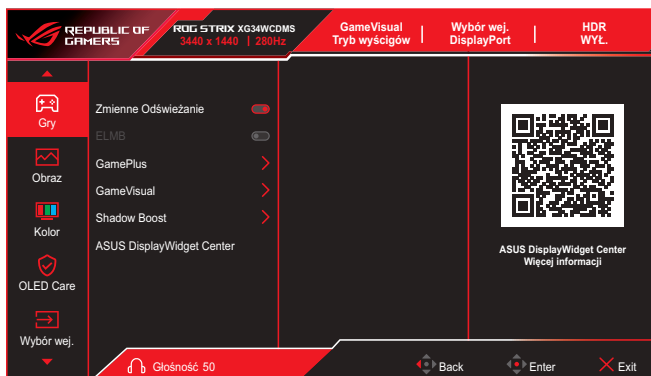 REPUBLIC OF
GAMERS
ROG STRIX XG34WCDMS
3440 x 1440 | 280Hz
GameVisual
Tryb wyścigów
Wybór wej.
DisplayPort
HDR
WYŁ.
Gry
Obraz
Kolor
OLED Care
Wybór wej.
Zmienne Odświeżanie
ELMB
GamePlus
GameVisual
Shadow Boost
ASUS DisplayWidget Center
ASUS DisplayWidget Center
Więcej informacji
Głośność 50
Back
Enter
Exit